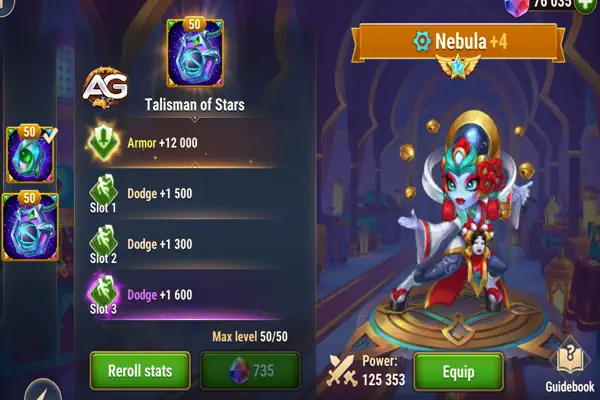 76 035
50
Nebula +4
AG
Talisman of Stars
50
Armor +12 000
50
Dodge +1 500
Slot 1
Dodge +1 300
Slot 2
Dodge +1 600
Slot 3
Max level 50/50
Reroll stats
735
Power:
125 353
Equip
?
Guidebook